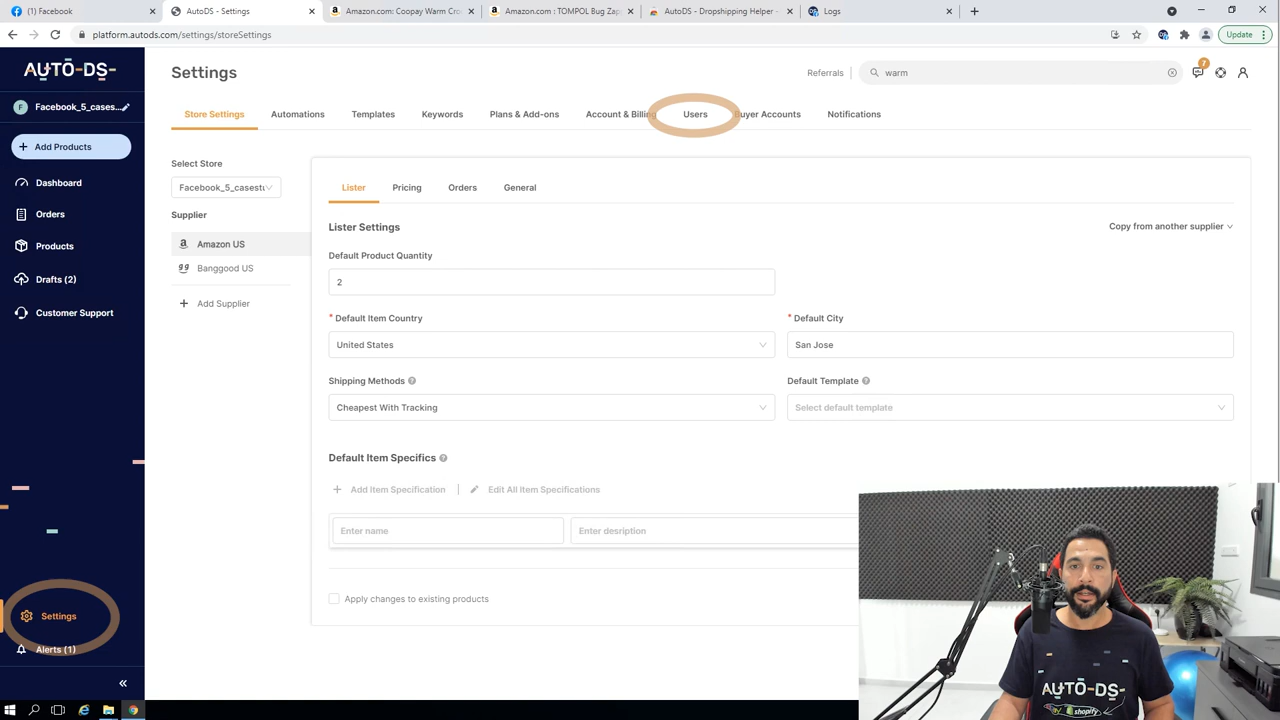 (1) Facebook
AutoDS - Settings
Amazon.com: Coopay Warm Cro
Amazon.com : TOMPOL Bug Zap
AutoDS - Dropshipping Helper -
Logs
platform.autods.com/settings/storeSettings
Update
AUTO-DS-
Settings
Referrals
warm
7
F Facebook_5_cases...
Store Settings
Automations
Templates
Keywords
Plans & Add-ons
Account & Billing
Users
Buyer Accounts
Notifications
+ Add Products
Select Store
Facebook_5_casestu
Dashboard
Orders
Products
Drafts (2)
Customer Support
Supplier
Amazon US
Banggood US
+ Add Supplier
Lister
Pricing
Orders
General
Lister Settings
Copy from another supplier
Default Product Quantity
2
* Default Item Country
* Default City
United States
San Jose
Shipping Methods ?
Default Template ?
Cheapest With Tracking
Select default template
Default Item Specifics ?
+ Add Item Specification
Edit All Item Specifications
Enter name
Enter desription
Apply changes to existing products
Settings
Alerts (1)
«
AUTO-DS-
shopify